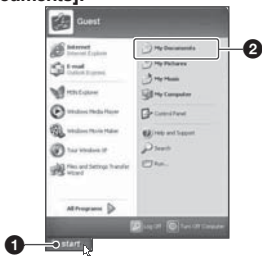 cuments].
Guest
Internet
Internet Explorer
E-mail
Outlook Express
MSN Explorer
Windows Media Player
Windows Movie Maker
Tour Windows XP
Files and Settings Transfer
Wizard
All Programs
My Documents
My Pictures
My Music
My Computer
Control Panel
Help and Support
Search
Run...
Log Off
Turn Off Computer
start
1
2